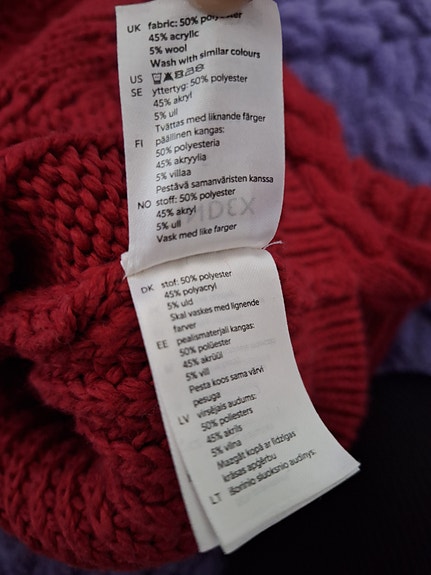 UK fabric: 50% polyester
45% acrylic
5% wool
Wash with similar colours
US
SE yttertyg: 50% polyester
45% akryl
5% ull
Tvättas med liknande färger
FI päällinen kangas:
50% polyesteria
45% akryylia
5% villaa
Pestävä samanväristen kanssa
NO stoff: 50% polyester
45% akryl
5% ull
Vask med like farger
DK stof: 50% polyester
45% polyacryl
5% uld
Skal vaskes med lignende
farver
EE pealismaterjali kangas:
50% polüester
45% akrüül
5% vill
Pesta koos sama värvi
pesuga
LV virsējais audums:
50% poliesters
45% akrils
5% vilna
Mazgāt kopā ar līdzīgas
krāsas apģērbu
LT išorinio sluoksnio audinys: